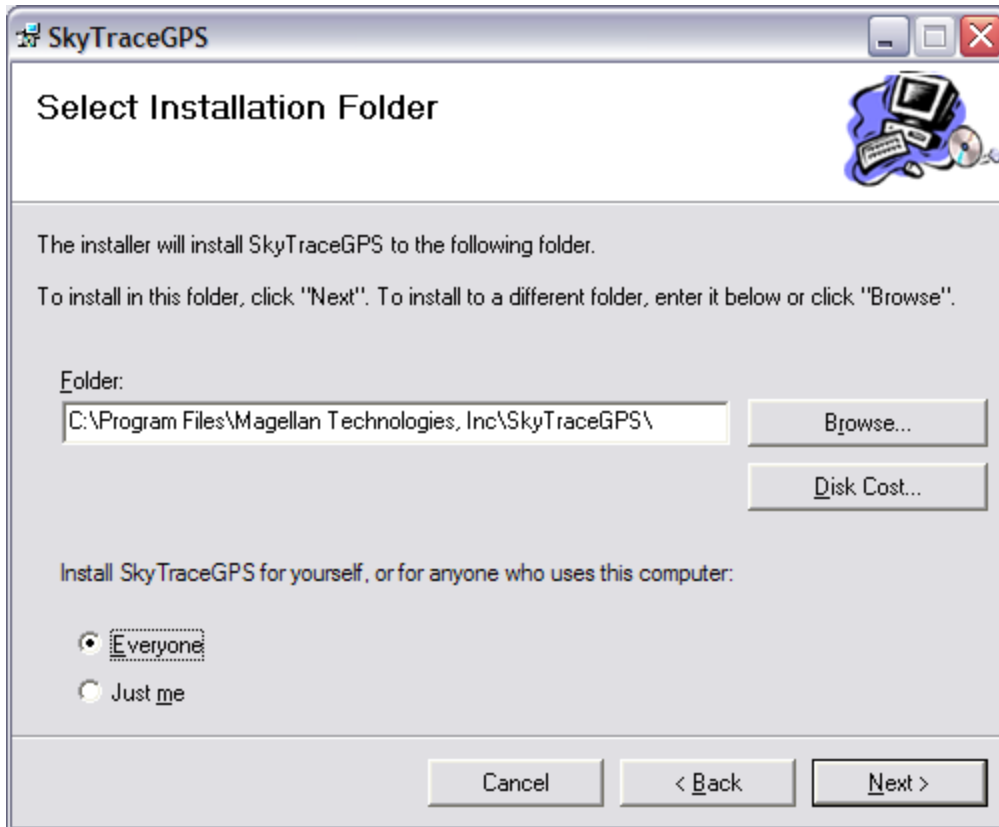 SkyTraceGPS
Select Installation Folder
The installer will install SkyTraceGPS to the following folder.
To install in this folder, click "Next". To install to a different folder, enter it below or click "Browse".
Folder:
C:\Program Files\Magellan Technologies, Inc\SkyTraceGPS\
Browse...
Disk Cost...
Install SkyTraceGPS for yourself, or for anyone who uses this computer:
Everyone
Just me
Cancel
< Back
Next >